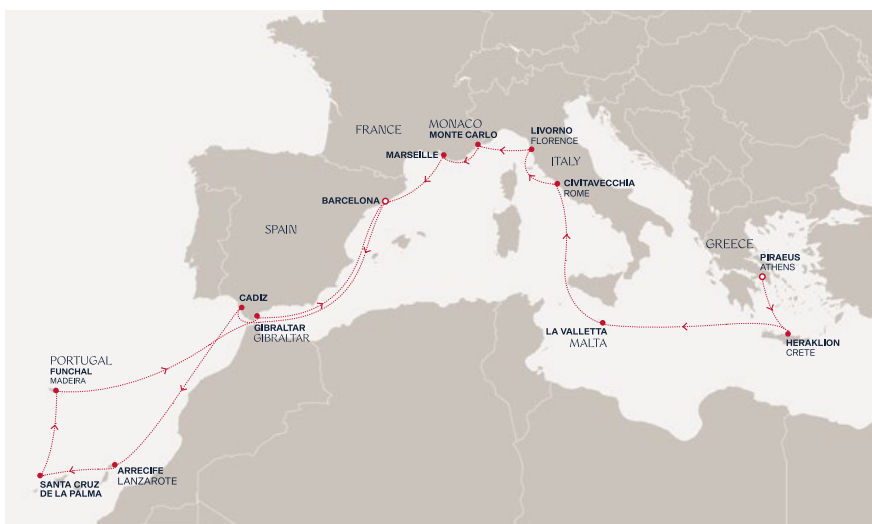 FRANCE
MONACO
MONTE CARLO
MARSEILLE
LIVORNO
FLORENCE
ITALY
CIVITAVECCHIA
ROME
BARCELONA
SPAIN
GREECE
PIRAEUS
ATHENS
CADIZ
GIBRALTAR
GIBRALTAR
LA VALLETTA
MALTA
HERAKLION
CRETE
PORTUGAL
FUNCHAL
MADEIRA
ARRECIFE
LANZAROTE
SANTA CRUZ
DE LA PALMA